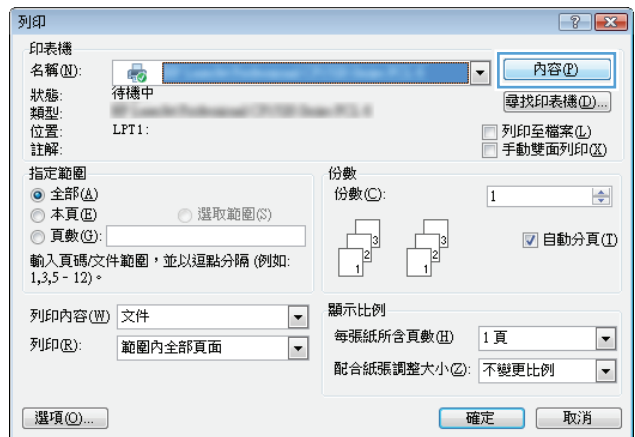 列印
印表機
名稱(N):
內容(P)
狀態: 待機中
尋找印表機(D)...
類型:
位置: LPT1:
列印至檔案(L)
註解:
手動雙面列印(X)
指定範圍
全部(A)
本頁(E) 選取範圍(S)
頁數(G):
輸入頁碼/文件範圍，並以逗點分隔 (例如:
1,3,5 - 12)。
份數
份數(C): 1
3 3
2 2
1 1
自動分頁(T)
列印內容(W) 文件
列印(R): 範圍內全部頁面
顯示比例
每張紙所含頁數(H) 1 頁
配合紙張調整大小(Z): 不變更比例
選項(O)...
確定
取消